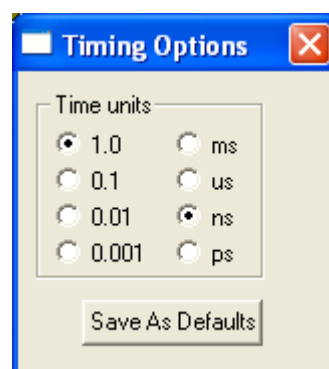 Timing Options
Time units
1.0 ms
0.1 us
0.01 ns
0.001 ps
Save As Defaults